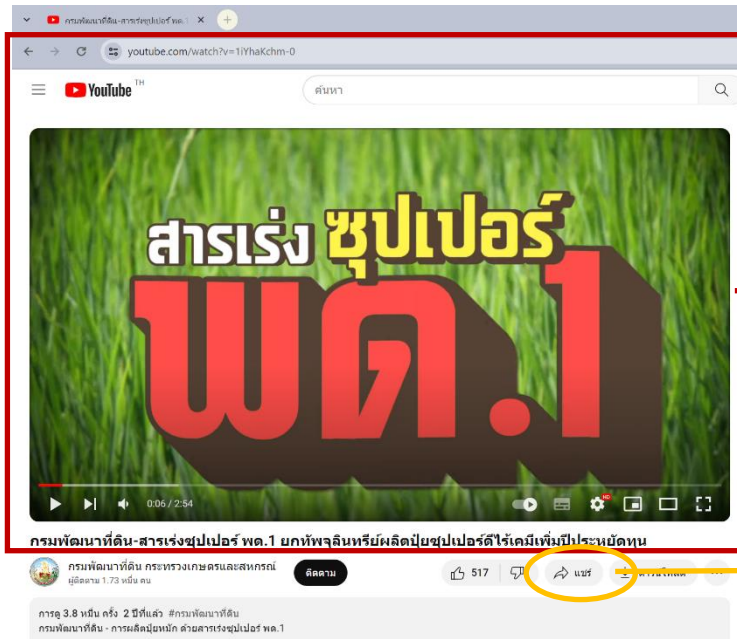 กรมพัฒนาที่ดิน-สารเร่งซุปเปอร์ พด.1
youtube.com/watch?v=1iYhaKchm-0
YouTube TH
ค้นหา
สารเร่ง ซุปเปอร์
พด.1
0:06 / 2:54
HD
กรมพัฒนาที่ดิน-สารเร่งซุปเปอร์ พด.1 ยกทัพจุลินทรีย์ผลิตปุ๋ยซุปเปอร์ดีไร้เคมีเพิ่มปีประหยัดทุน
กรมพัฒนาที่ดิน กระทรวงเกษตรและสหกรณ์
ผู้ติดตาม 1.73 หมื่น คน
ติดตาม
517
แชร์
ดาวน์โหลด
การดู 3.8 หมื่น ครั้ง 2 ปีที่แล้ว #กรมพัฒนาที่ดิน
กรมพัฒนาที่ดิน - การผลิตปุ๋ยหมัก ด้วยสารเร่งซุปเปอร์ พด.1